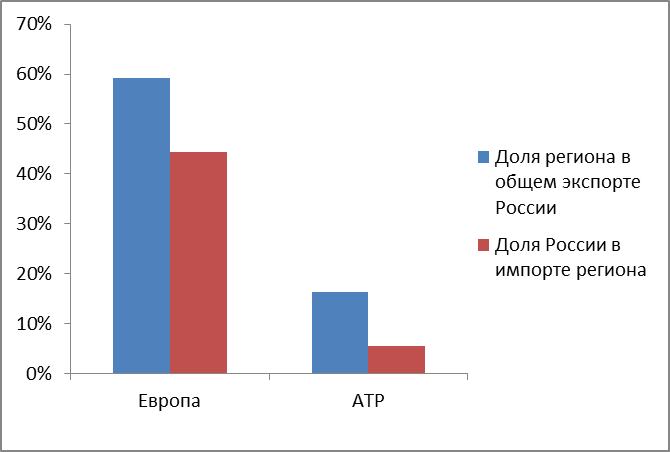 70%
60%
50%
40%
30%
20%
10%
0%
Европа
АТР
Доля региона в
общем экспорте
России
Доля России в
импорте региона